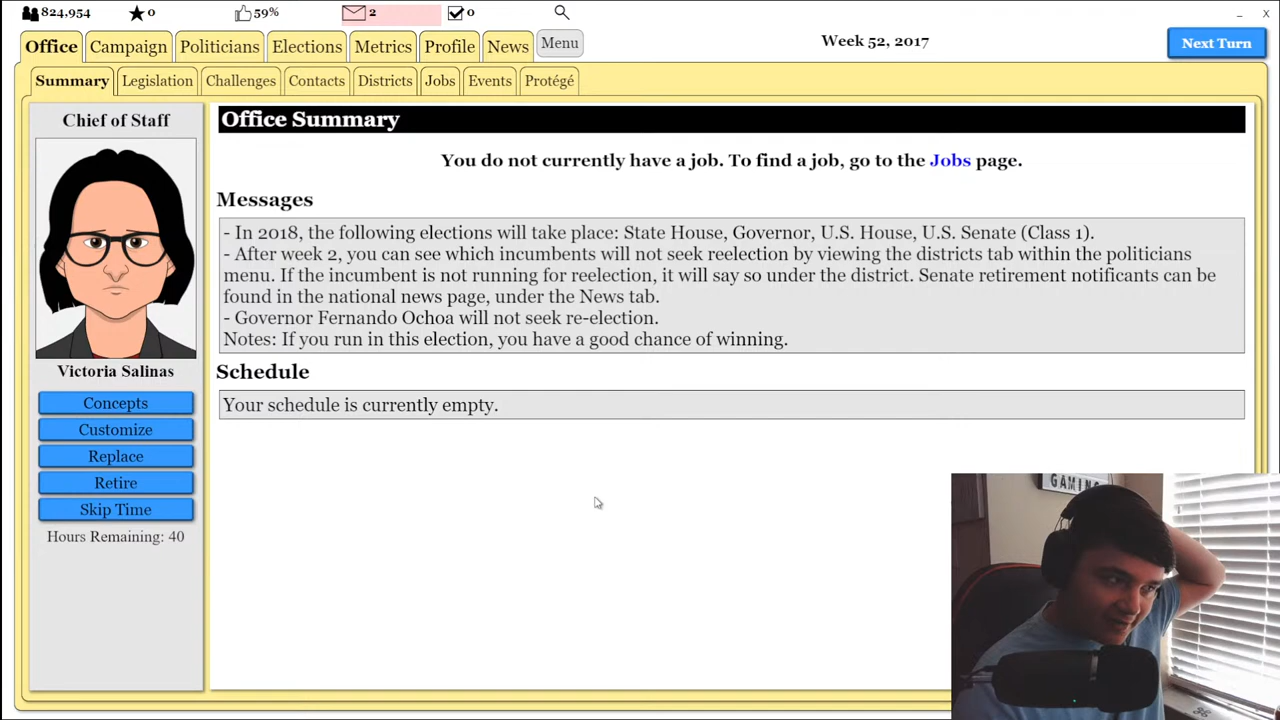 824,954 0 59% 2 0
Office Campaign Politicians Elections Metrics Profile News Menu
Week 52, 2017
Next Turn
Summary Legislation Challenges Contacts Districts Jobs Events Protégé
Chief of Staff
Victoria Salinas
Concepts
Customize
Replace
Retire
Skip Time
Hours Remaining: 40
Office Summary
You do not currently have a job. To find a job, go to the Jobs page.
Messages
- In 2018, the following elections will take place: State House, Governor, U.S. House, U.S. Senate (Class 1).
- After week 2, you can see which incumbents will not seek reelection by viewing the districts tab within the politicians
menu. If the incumbent is not running for reelection, it will say so under the district. Senate retirement notificants can be
found in the national news page, under the News tab.
- Governor Fernando Ochoa will not seek re-election.
Notes: If you run in this election, you have a good chance of winning.
Schedule
Your schedule is currently empty.
GAMING